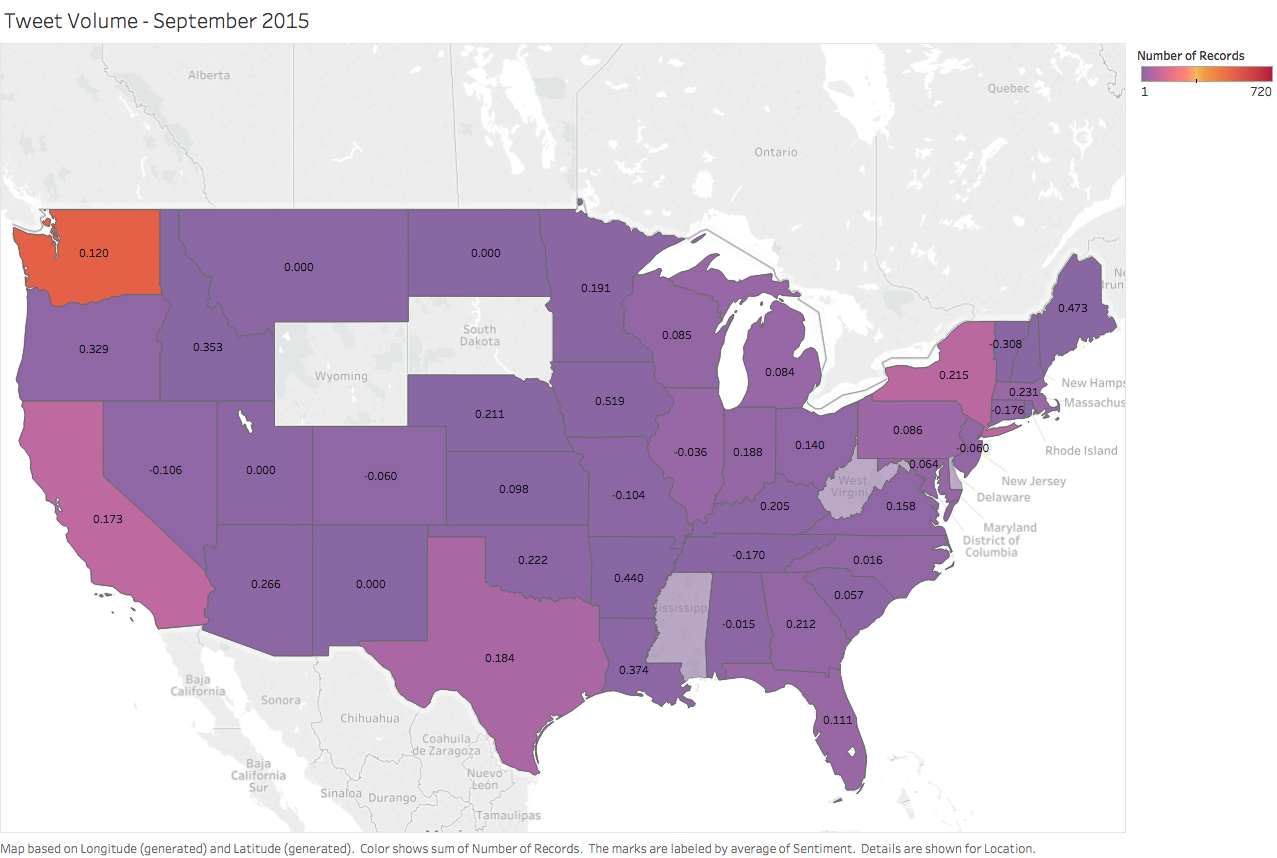 Tweet Volume - September 2015
Number of Records
1
720
Alberta
Quebec
Ontario
0.120
0.000
0.000
0.191
0.473
0.329
0.353
Wyoming
South
Dakota
0.085
0.084
-0.308
0.215
New Hamps
0.231
Massachus
-0.176
0.211
0.519
0.086
-0.060
Rhode Island
-0.106
0.000
-0.060
0.098
-0.104
-0.036
0.188
0.140
0.064
West
Virgini
New Jersey
Delaware
0.173
0.205
0.158
Maryland
District of
Columbia
0.266
0.000
0.222
0.440
-0.170
0.016
0.057
ississipp
-0.015
0.212
0.184
0.374
0.111
Baja
California
Sonora
Chihuahua
Coahuila
de Zaragoza
Baja
California
Sur
Nuevo
León
Sinaloa
Durango
Tamaulipas
Map based on Longitude (generated) and Latitude (generated).  Color shows sum of Number of Records.  The marks are labeled by average of Sentiment.  Details are shown for Location.